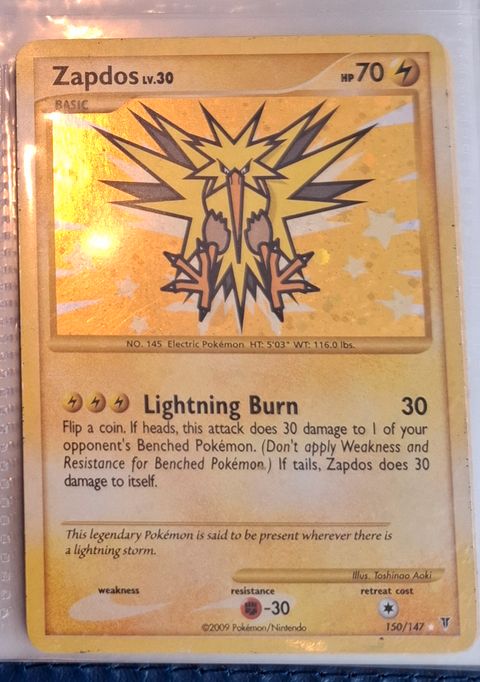 Zapdos LV.30
HP 70
BASIC
NO. 145 Electric Pokémon HT: 5'03" WT: 116.0 lbs.
Lightning Burn 30
Flip a coin. If heads, this attack does 30 damage to 1 of your
opponent's Benched Pokémon. (Don't apply Weakness and
Resistance for Benched Pokémon.) If tails, Zapdos does 30
damage to itself.
This legendary Pokémon is said to be present wherever there is
a lightning storm.
Illus. Toshinao Aoki
weakness resistance retreat cost
-30
©2009 Pokémon/Nintendo 150/147